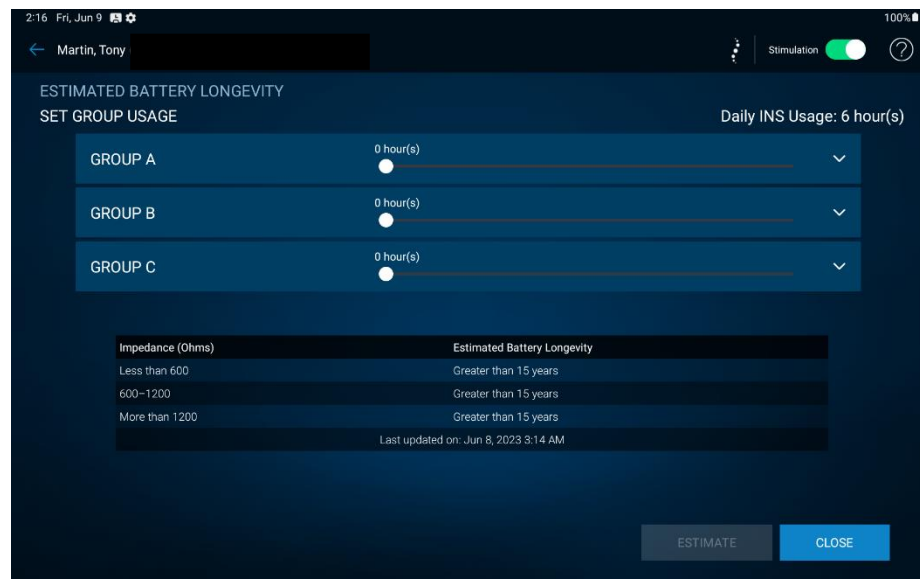 2:16 Fri, Jun 9 100%
Martin, Tony Stimulation
ESTIMATED BATTERY LONGEVITY
SET GROUP USAGE Daily INS Usage: 6 hour(s)
0 hour(s)
GROUP A
0 hour(s)
GROUP B
0 hour(s)
GROUP C
Impedance (Ohms) Estimated Battery Longevity
Less than 600 Greater than 15 years
600–1200 Greater than 15 years
More than 1200 Greater than 15 years
Last updated on: Jun 8, 2023 3:14 AM
ESTIMATE CLOSE